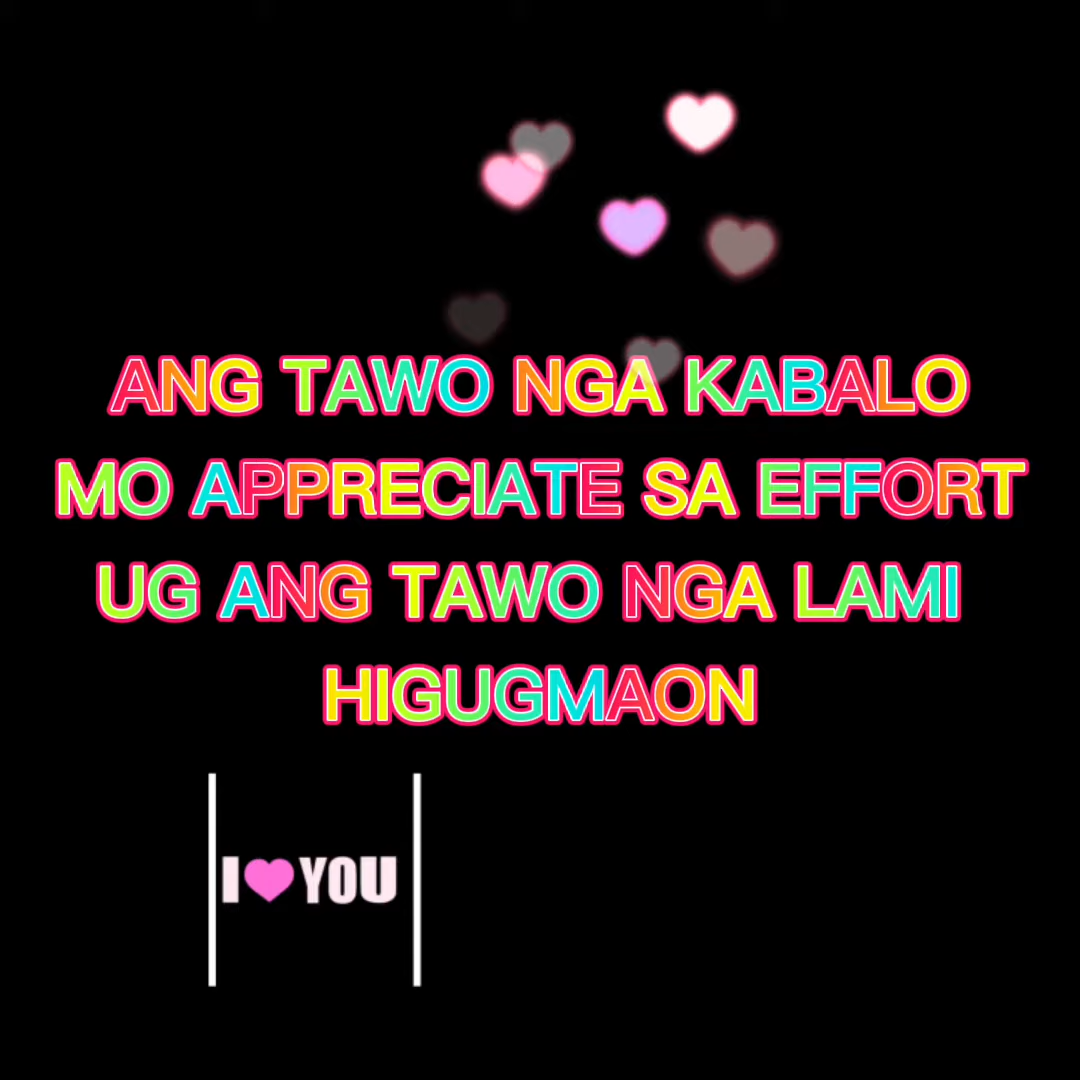 ANG TAWO NGA KABALO
MO APPRECIATE SA EFFORT
UG ANG TAWO NGA LAMI
HIGUGMAON
I YOU